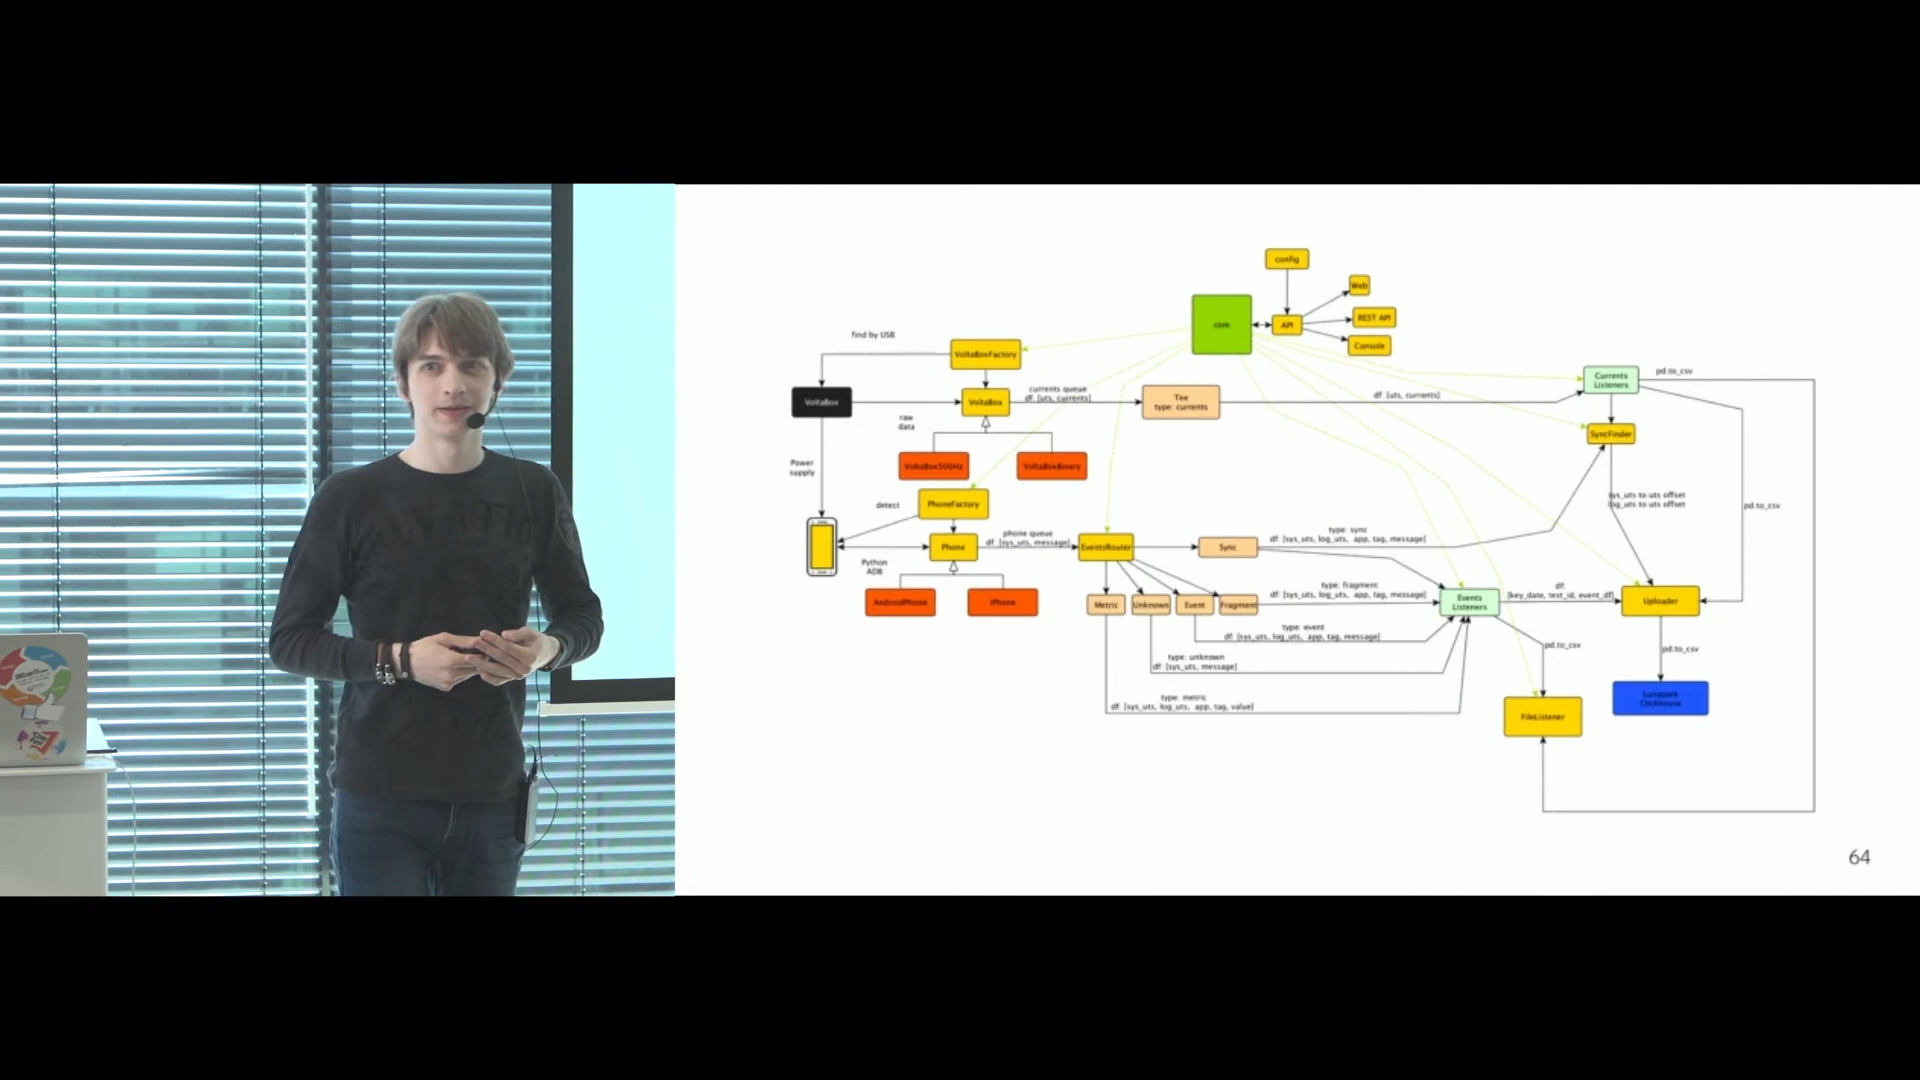 config
Web
core
API
REST API
Console
find by USB
VoltaBoxFactory
Currents
Listeners
pd.to_csv
VoltaBox
VoltaBox
currents queue
df: [uts, currents]
Tee
type: currents
df: [uts, currents]
raw
data
SyncFinder
Power
supply
VoltaBox500Hz
VoltaBoxBinary
detect
PhoneFactory
sys_uts to uts offset
log_uts to uts offset
pd.to_csv
Phone
phone queue
df: [sys_uts, message]
EventsRouter
Sync
type: sync
df: [sys_uts, log_uts, app, tag, message]
Python
ADB
AndroidPhone
iPhone
Metric
Unknown
Event
Fragment
type: fragment
df: [sys_uts, log_uts, app, tag, message]
Events
Listeners
df:
[key_date, test_id, event_df]
Uploader
type: event
df: [sys_uts, log_uts, app, tag, message]
type: unknown
df: [sys_uts, message]
pd.to_csv
pd.to_csv
type: metric
df: [sys_uts, log_uts, app, tag, value]
FileListener
Lunapark
Clickhouse
64